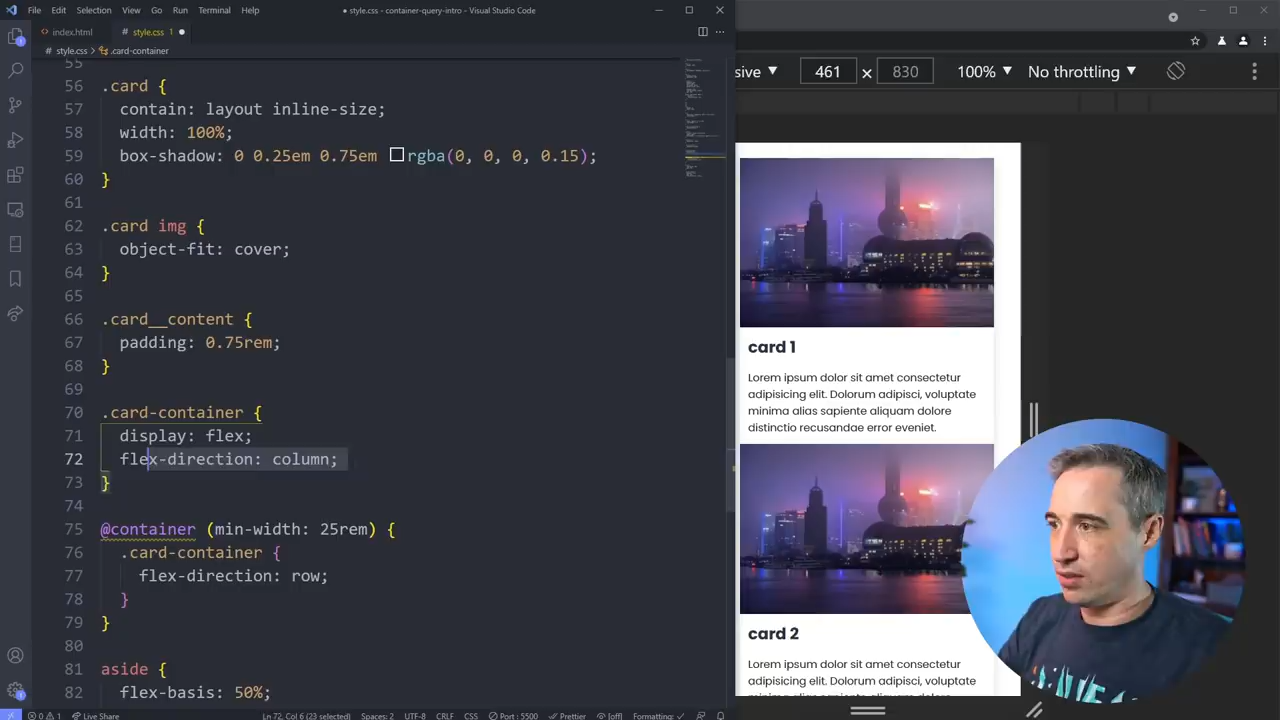 File Edit Selection View Go Run Terminal Help
● style.css - container-query-intro - Visual Studio Code
index.html
style.css 1 ●
# style.css > .card-container
55
56 .card {
57 contain: layout inline-size;
58 width: 100%;
59 box-shadow: 0 0.25em 0.75em rgba(0, 0, 0, 0.15);
60 }
61
62 .card img {
63 object-fit: cover;
64 }
65
66 .card__content {
67 padding: 0.75rem;
68 }
69
70 .card-container {
71 display: flex;
72 flex-direction: column;
73 }
74
75 @container (min-width: 25rem) {
76 .card-container {
77 flex-direction: row;
78 }
79 }
80
81 aside {
82 flex-basis: 50%;
0 1 Live Share
Ln 72, Col 6 (23 selected) Spaces: 2 UTF-8 CRLF CSS Port : 5500 Prettier [off] Formatting: ✓
sive 461 × 830 100% No throttling
card 1
Lorem ipsum dolor sit amet consectetur
adipisicing elit. Dolorum adipisci, voluptate
minima alias sapiente aliquam dolore
distinctio recusandae error eveniet.
card 2
Lorem ipsum dolor sit amet
adipisicing elit. Dolorum